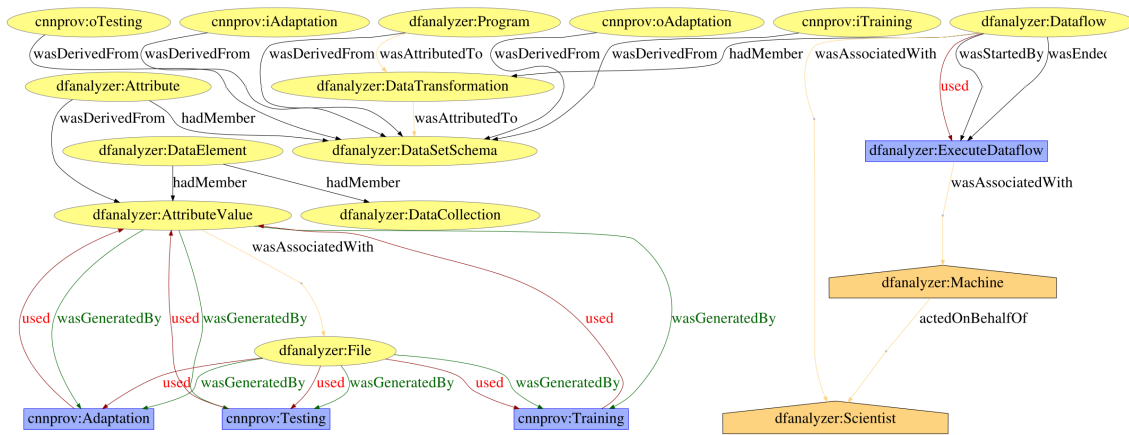 cnnprov:oTesting
cnnprov:iAdaptation
dfanalyzer:Program
cnnprov:oAdaptation
cnnprov:iTraining
dfanalyzer:Dataflow
wasDerivedFrom
wasDerivedFrom
wasDerivedFrom
wasAttributedTo
wasDerivedFrom
wasDerivedFrom
hadMember
wasAssociatedWith
wasStartedBy
wasEnded
dfanalyzer:Attribute
dfanalyzer:DataTransformation
used
wasDerivedFrom
hadMember
wasAttributedTo
dfanalyzer:DataElement
dfanalyzer:DataSetSchema
dfanalyzer:ExecuteDataflow
hadMember
hadMember
wasAssociatedWith
dfanalyzer:AttributeValue
dfanalyzer:DataCollection
wasAssociatedWith
dfanalyzer:Machine
used
wasGeneratedBy
used
wasGeneratedBy
used
wasGeneratedBy
actedOnBehalfOf
dfanalyzer:File
used
wasGeneratedBy
used
wasGeneratedBy
used
wasGeneratedBy
cnnprov:Adaptation
cnnprov:Testing
cnnprov:Training
dfanalyzer:Scientist